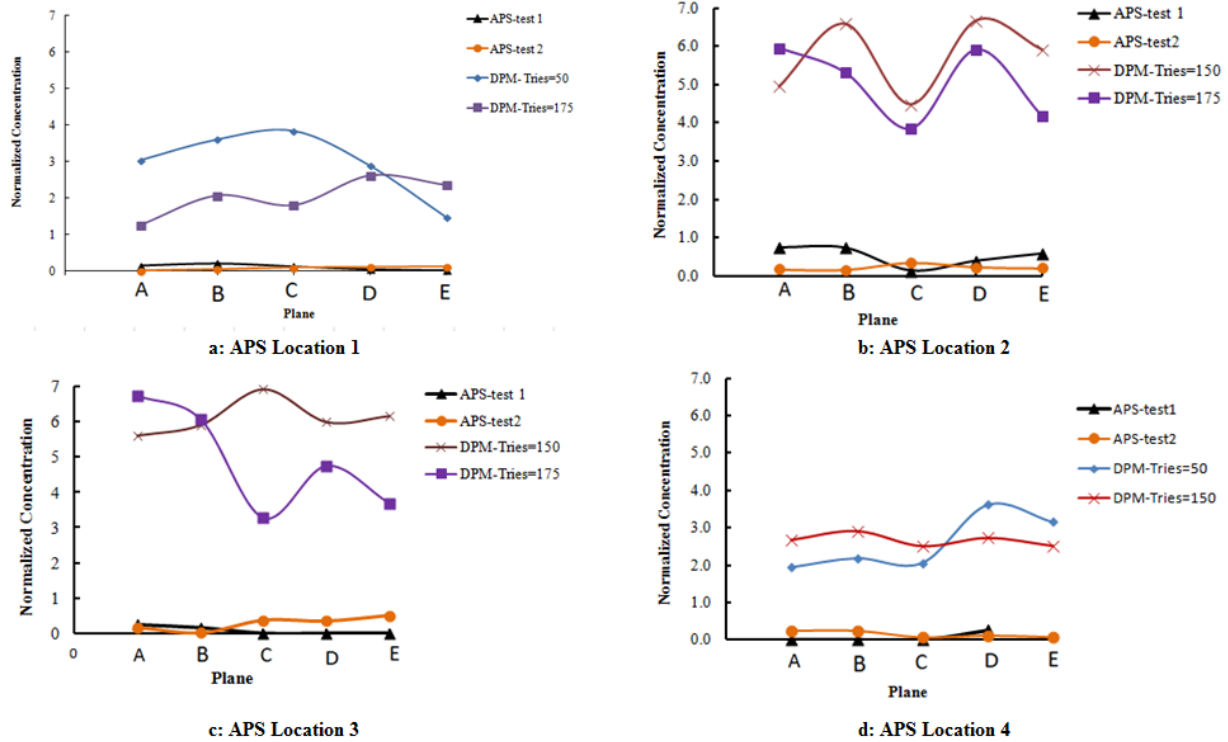 7
6
5
4
3
2
1
0
Normalized Concentration
APS-test 1
APS-test 2
DPM- Tries=50
DPM-Tries=175
A B C D E
Plane
a: APS Location 1
7.0
6.0
5.0
4.0
3.0
2.0
1.0
0.0
Normalized Concentration
APS-test 1
APS-test2
DPM-Tries=150
DPM-Tries=175
A B C D E
Plane
b: APS Location 2
7
6
5
4
3
2
1
0
Normalized Concentration
APS-test 1
APS-test2
DPM-Tries=150
DPM-Tries=175
0 A B C D E
Plane
c: APS Location 3
7.0
6.0
5.0
4.0
3.0
2.0
1.0
0.0
Normalized Concentration
APS-test1
APS-test2
DPM-Tries=50
DPM-Tries=150
A B C D E
Plane
d: APS Location 4